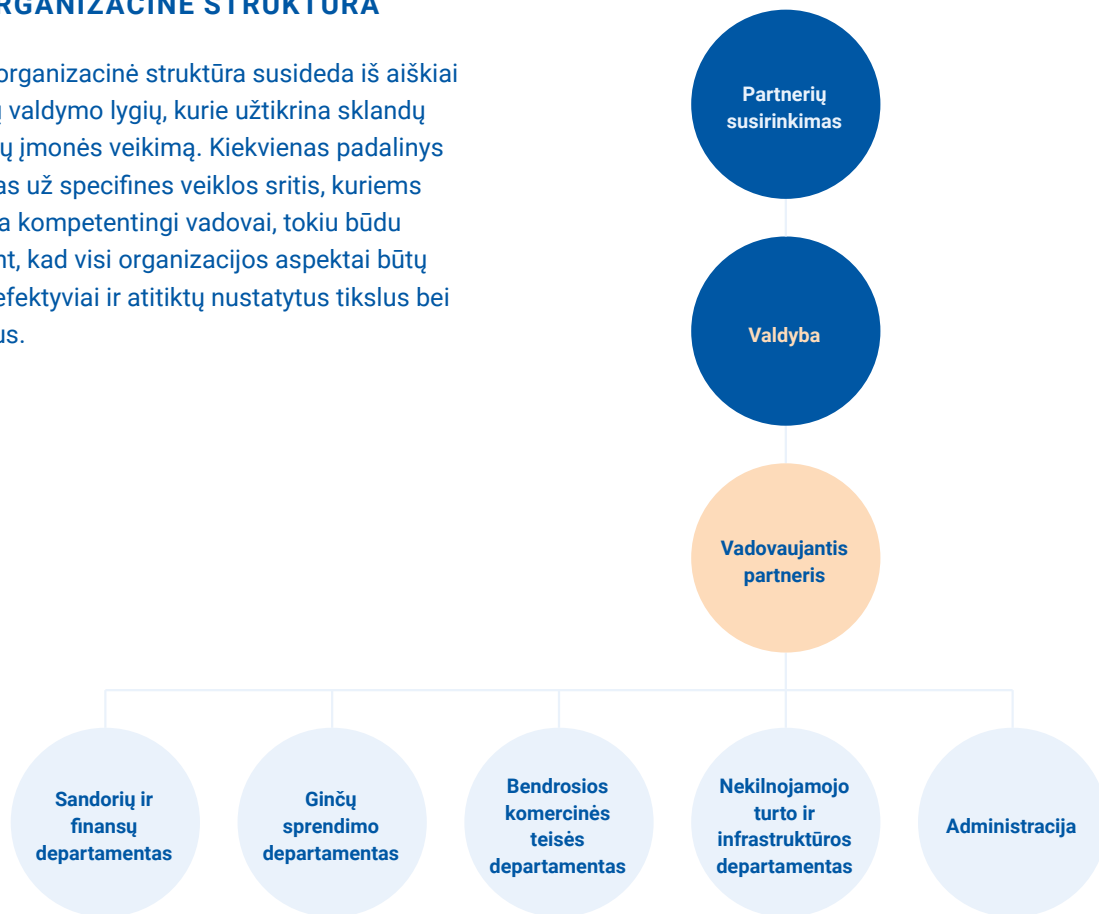 RGANIZACINĖ STRUKTŪRA
organizacinė struktūra susideda iš aiškiai
valdymo lygių, kurie užtikrina sklandų
įmonės veikimą. Kiekvienas padalinys
už specifines veiklos sritis, kuriems
kompetentingi vadovai, tokiu būdu
kad visi organizacijos aspektai būtų
efektyviai ir atitiktų nustatytus tikslus bei
Partnerių
susirinkimas
Valdyba
Vadovaujantis
partneris
Sandorių ir
finansų
departamentas
Ginčų
sprendimo
departamentas
Bendrosios
komercinės
teisės
departamentas
Nekilnojamojo
turto ir
infrastruktūros
departamentas
Administracija